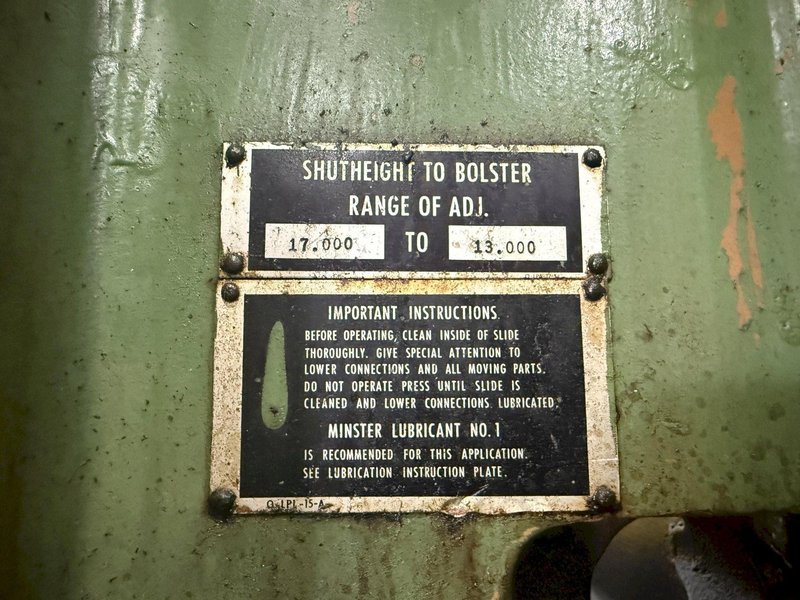 SHUTHEIGHT TO BOLSTER
RANGE OF ADJ.
17.000 TO 13.000
IMPORTANT INSTRUCTIONS
BEFORE OPERATING, CLEAN INSIDE OF SLIDE
THOROUGHLY. GIVE SPECIAL ATTENTION TO
LOWER CONNECTIONS AND ALL MOVING PARTS.
DO NOT OPERATE PRESS UNTIL SLIDE IS
CLEANED AND LOWER CONNECTIONS LUBRICATED.
MINSTER LUBRICANT NO.1
IS RECOMMENDED FOR THIS APPLICATION.
SEE LUBRICATION INSTRUCTION PLATE.